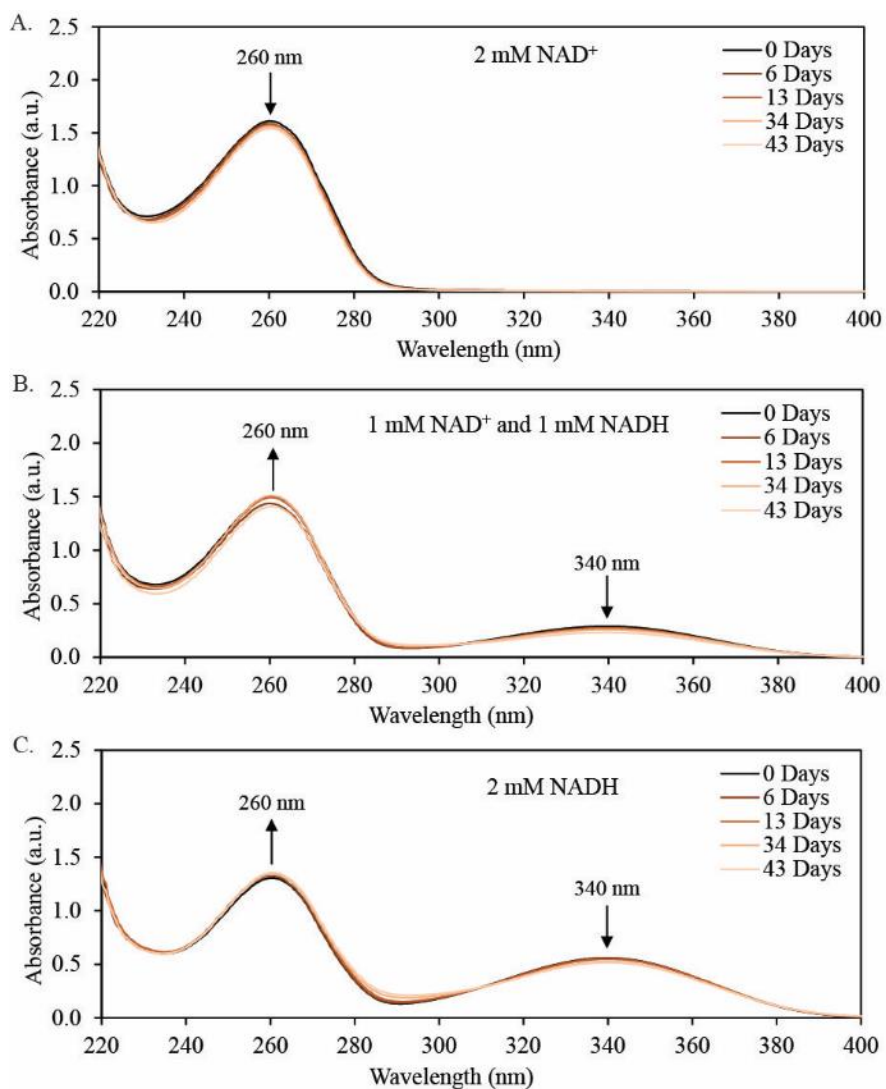 A.
2.5
2.0
1.5
1.0
0.5
0.0
Absorbance (a.u.)
260 nm
2 mM NAD⁺
0 Days
6 Days
13 Days
34 Days
43 Days
220 240 260 280 300 320 340 360 380 400
Wavelength (nm)
B.
2.5
2.0
1.5
1.0
0.5
0.0
Absorbance (a.u.)
260 nm
1 mM NAD⁺ and 1 mM NADH
340 nm
0 Days
6 Days
13 Days
34 Days
43 Days
220 240 260 280 300 320 340 360 380 400
Wavelength (nm)
C.
2.5
2.0
1.5
1.0
0.5
0.0
Absorbance (a.u.)
260 nm
2 mM NADH
340 nm
0 Days
6 Days
13 Days
34 Days
43 Days
220 240 260 280 300 320 340 360 380 400
Wavelength (nm)